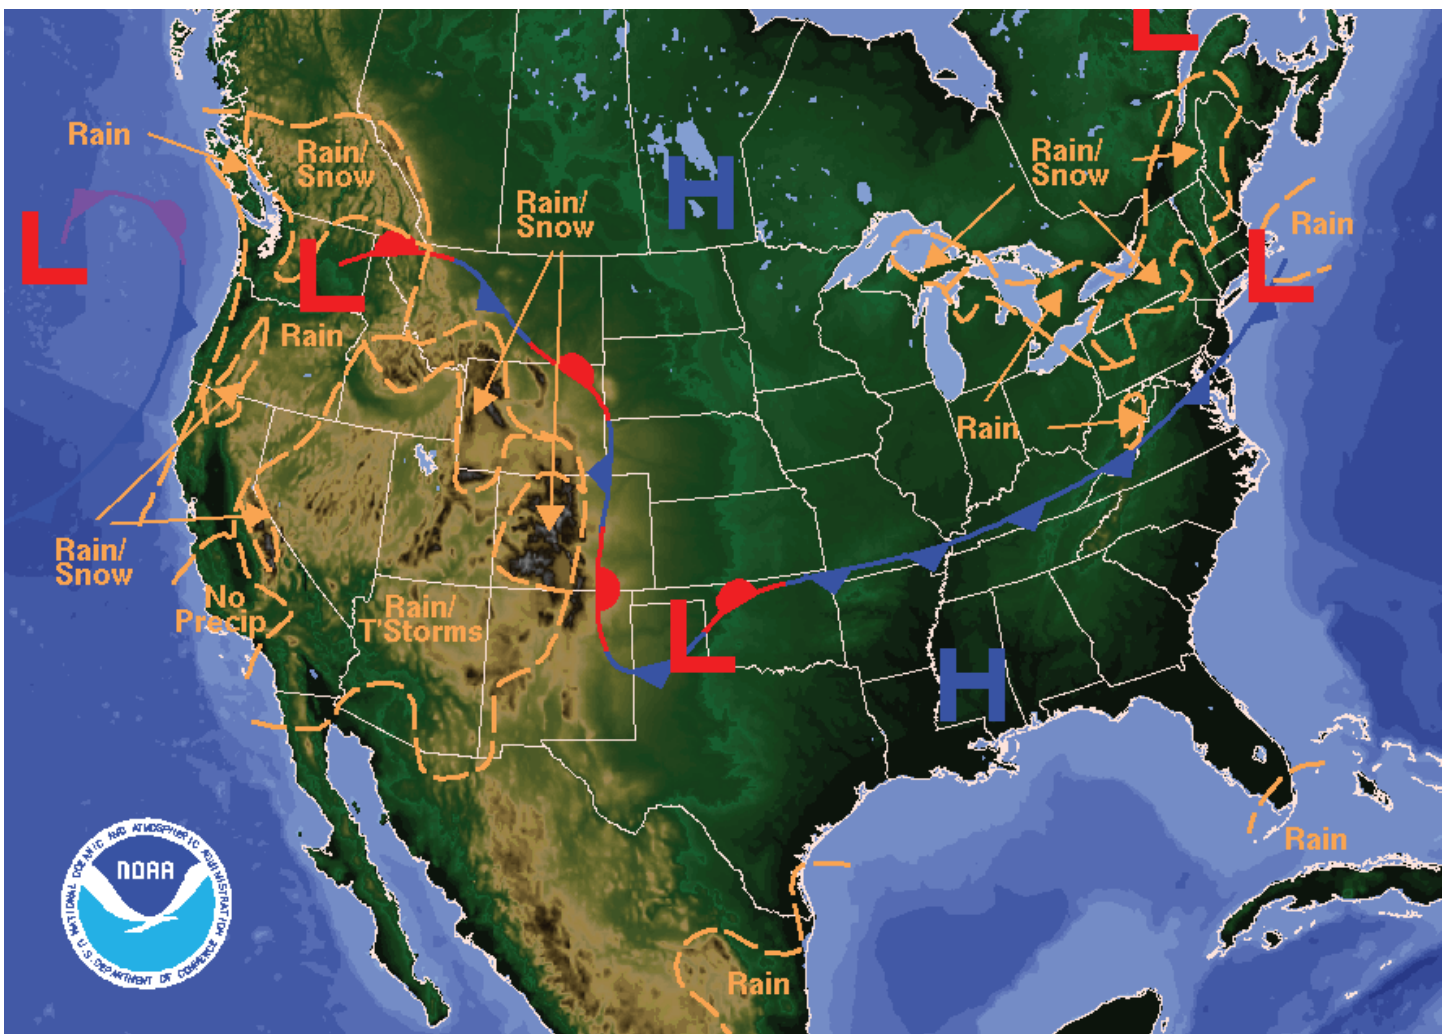 L
Rain
Rain/
Snow
Rain/
Snow
H
Rain/
Snow
Rain
L
L
L
Rain
Rain
Rain/
Snow
No
Precip
Rain/
T'Storms
L
H
Rain
Rain
NOAA
NATIONAL OCEANIC AND ATMOSPHERIC ADMINISTRATION
U.S. DEPARTMENT OF COMMERCE